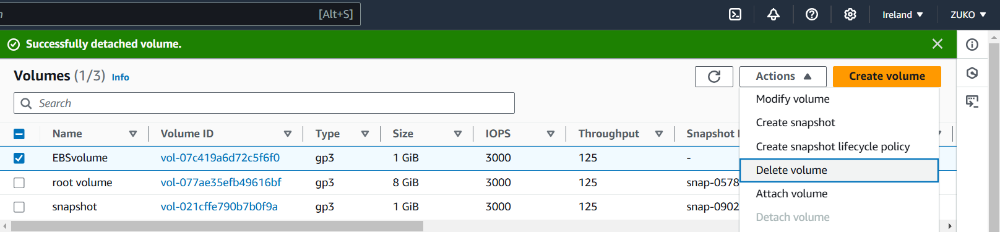 [Alt+S]
Ireland ▼
ZUKO ▼
Successfully detached volume.
Volumes (1/3) Info
Actions ▲
Create volume
Search
Modify volume
Create snapshot
Create snapshot lifecycle policy
Delete volume
Attach volume
Detach volume
Name Volume ID Type Size IOPS Throughput Snapshot
EBSvolume vol-07c419a6d72c5f6f0 gp3 1 GiB 3000 125 -
root volume vol-077ae35efb49616bf gp3 8 GiB 3000 125 snap-0578
snapshot vol-021cffe790b7b0f9a gp3 1 GiB 3000 125 snap-0902